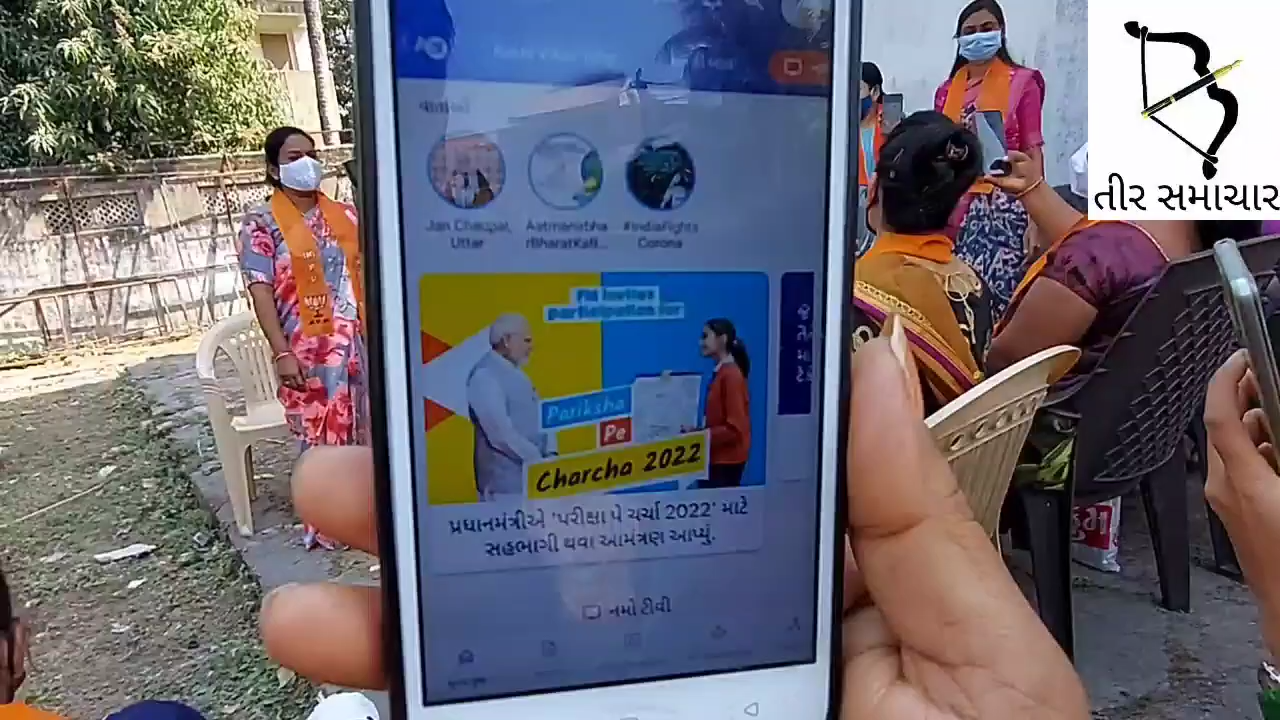 તીર સમાચાર
Jan Chaupal,
Uttar
Aatmanirbha
rBharatKaB...
#IndiaFights
Corona
PM invites
participation for
Pariksha
Pe
Charcha 2022
પ્રધાનમંત્રીએ 'પરીક્ષા પે ચર્ચા 2022' માટે
સહભાગી થવા આમંત્રણ આપ્યું.
નમો ટીવી